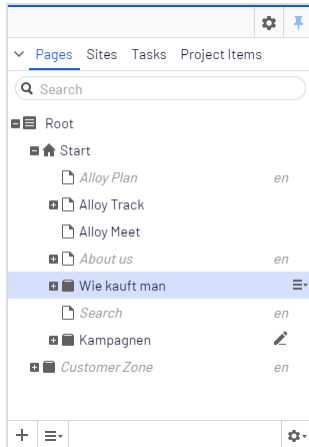 Pages Sites Tasks Project Items
Search
Root
Start
Alloy Plan en
Alloy Track
Alloy Meet
About us en
Wie kauft man
Search en
Kampagnen
Customer Zone en